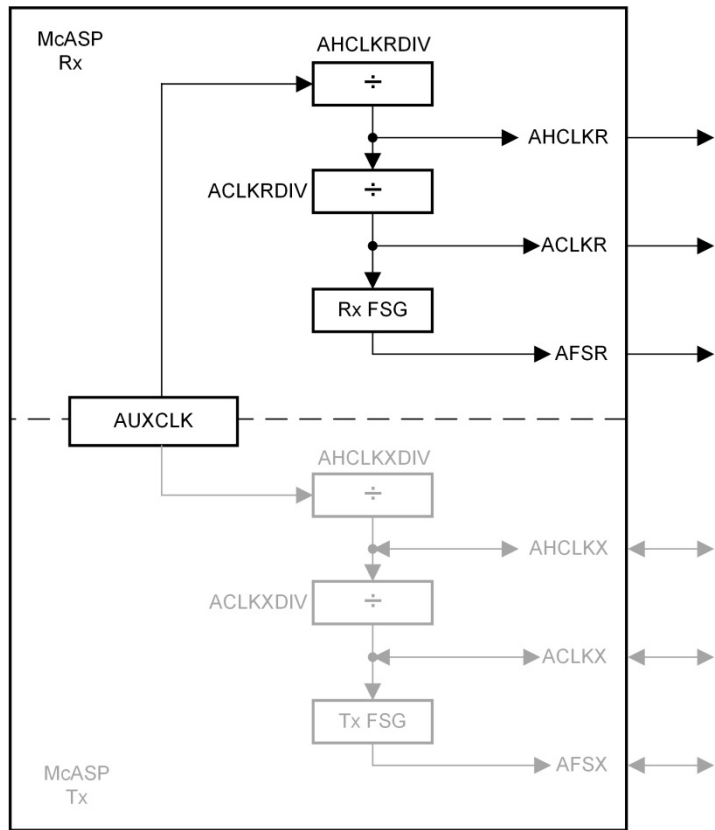 McASP
Rx
AHCLKRDIV
÷
AHCLKR
ACLKRDIV
÷
ACLKR
Rx FSG
AFSR
AUXCLK
AHCLKXDIV
÷
AHCLKX
ACLKXDIV
÷
ACLKX
Tx FSG
AFSX
McASP
Tx